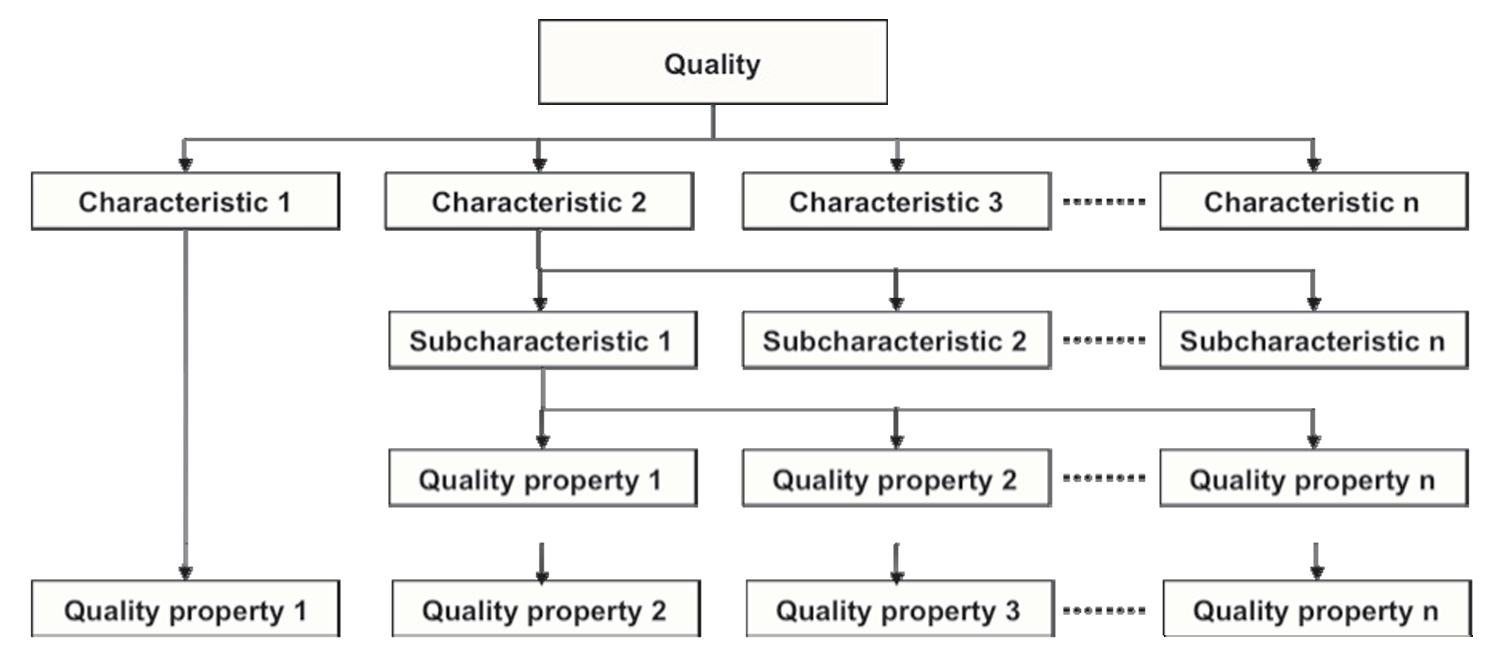 Quality
Characteristic 1
Characteristic 2
Characteristic 3
Characteristic n
Subcharacteristic 1
Subcharacteristic 2
Subcharacteristic n
Quality property 1
Quality property 2
Quality property n
Quality property 1
Quality property 2
Quality property 3
Quality property n